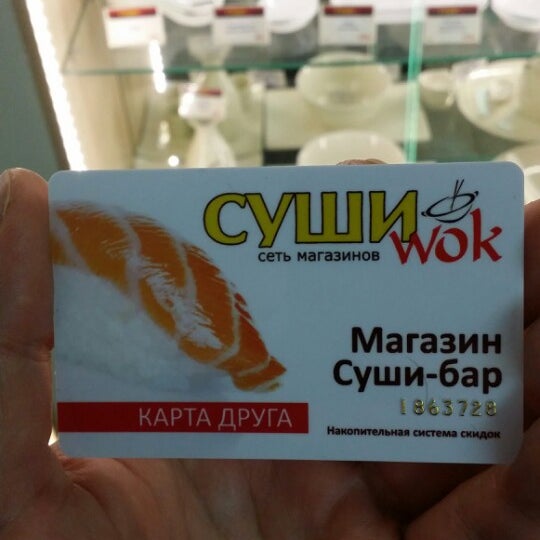 СУШИ
wok
сеть магазинов
Магазин
Суши-бар
1863728
КАРТА ДРУГА
Накопительная система скидок